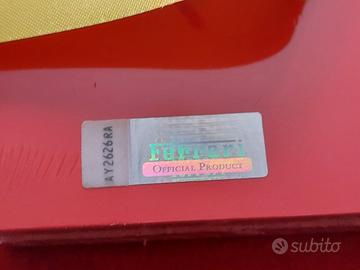 AY2626RA
Ferrari
OFFICIAL PRODUCT
subito